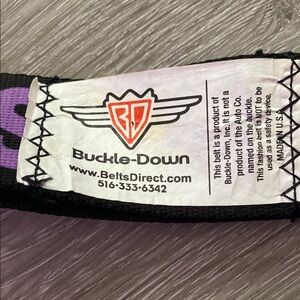 BD
Buckle-Down
www.BeltsDirect.com
516-333-6342
This belt is a product of
Buckle-Down, Inc. It is not a
product of the Auto Co.
named on the buckle.
This fashion belt is NOT to be
used as a safety device.
MADE IN U.S.A.